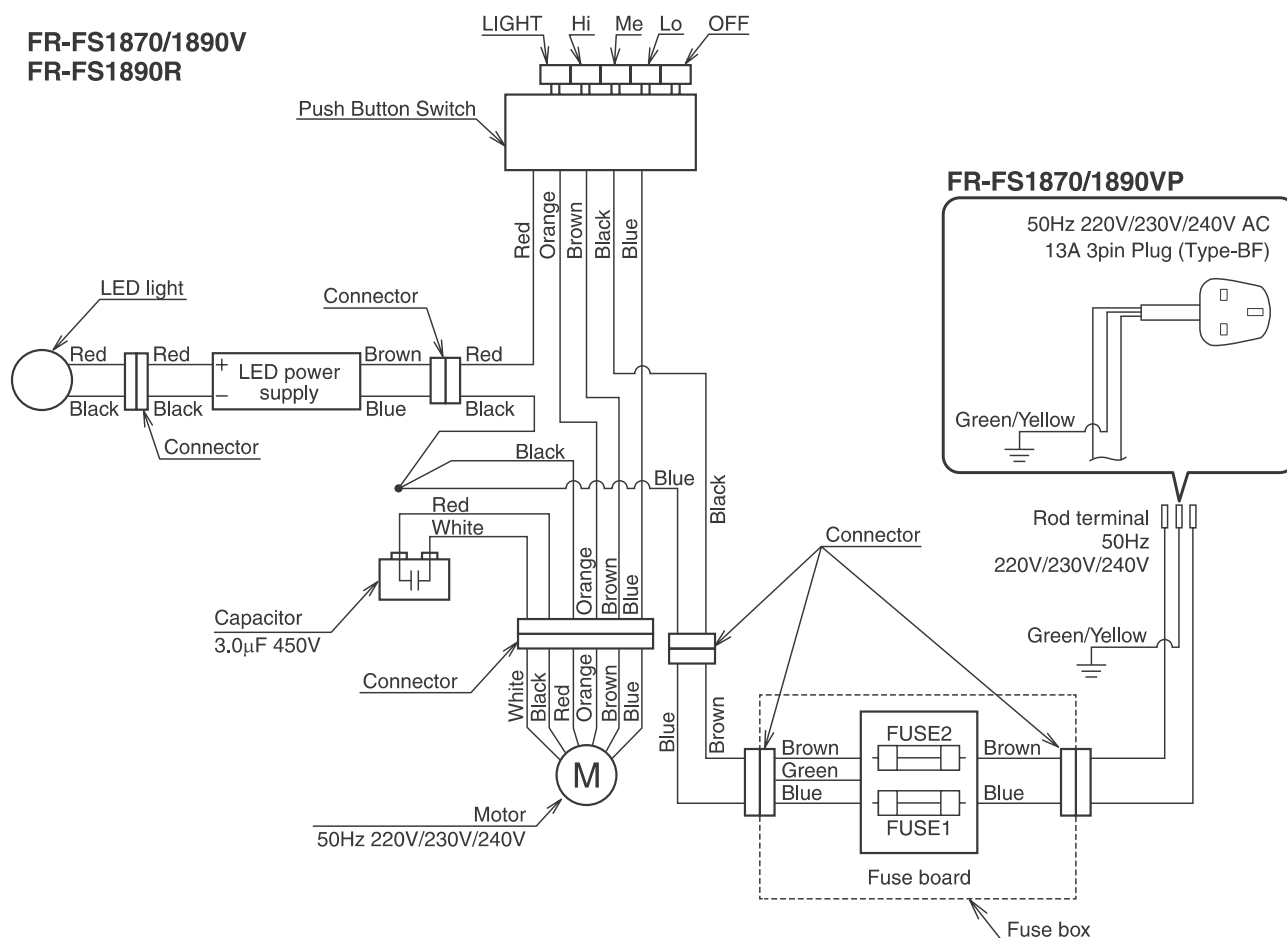 FR-FS1870/1890V
FR-FS1890R
LIGHT Hi Me Lo OFF
Push Button Switch
Red
Orange
Brown
Black
Blue
FR-FS1870/1890VP
50Hz 220V/230V/240V AC
13A 3pin Plug (Type-BF)
Green/Yellow
LED light
Connector
Red Red + LED power Brown Red
supply
Black Black − Blue Black
Connector
Black
Blue
Black
Red
White
Orange
Brown
Blue
Capacitor
3.0μF 450V
Connector
Rod terminal
50Hz
220V/230V/240V
Green/Yellow
Connector
White
Black
Red
Orange
Brown
Blue
Blue
Brown
M
Motor
50Hz 220V/230V/240V
Brown FUSE2 Brown
Green
Blue FUSE1 Blue
Fuse board
Fuse box